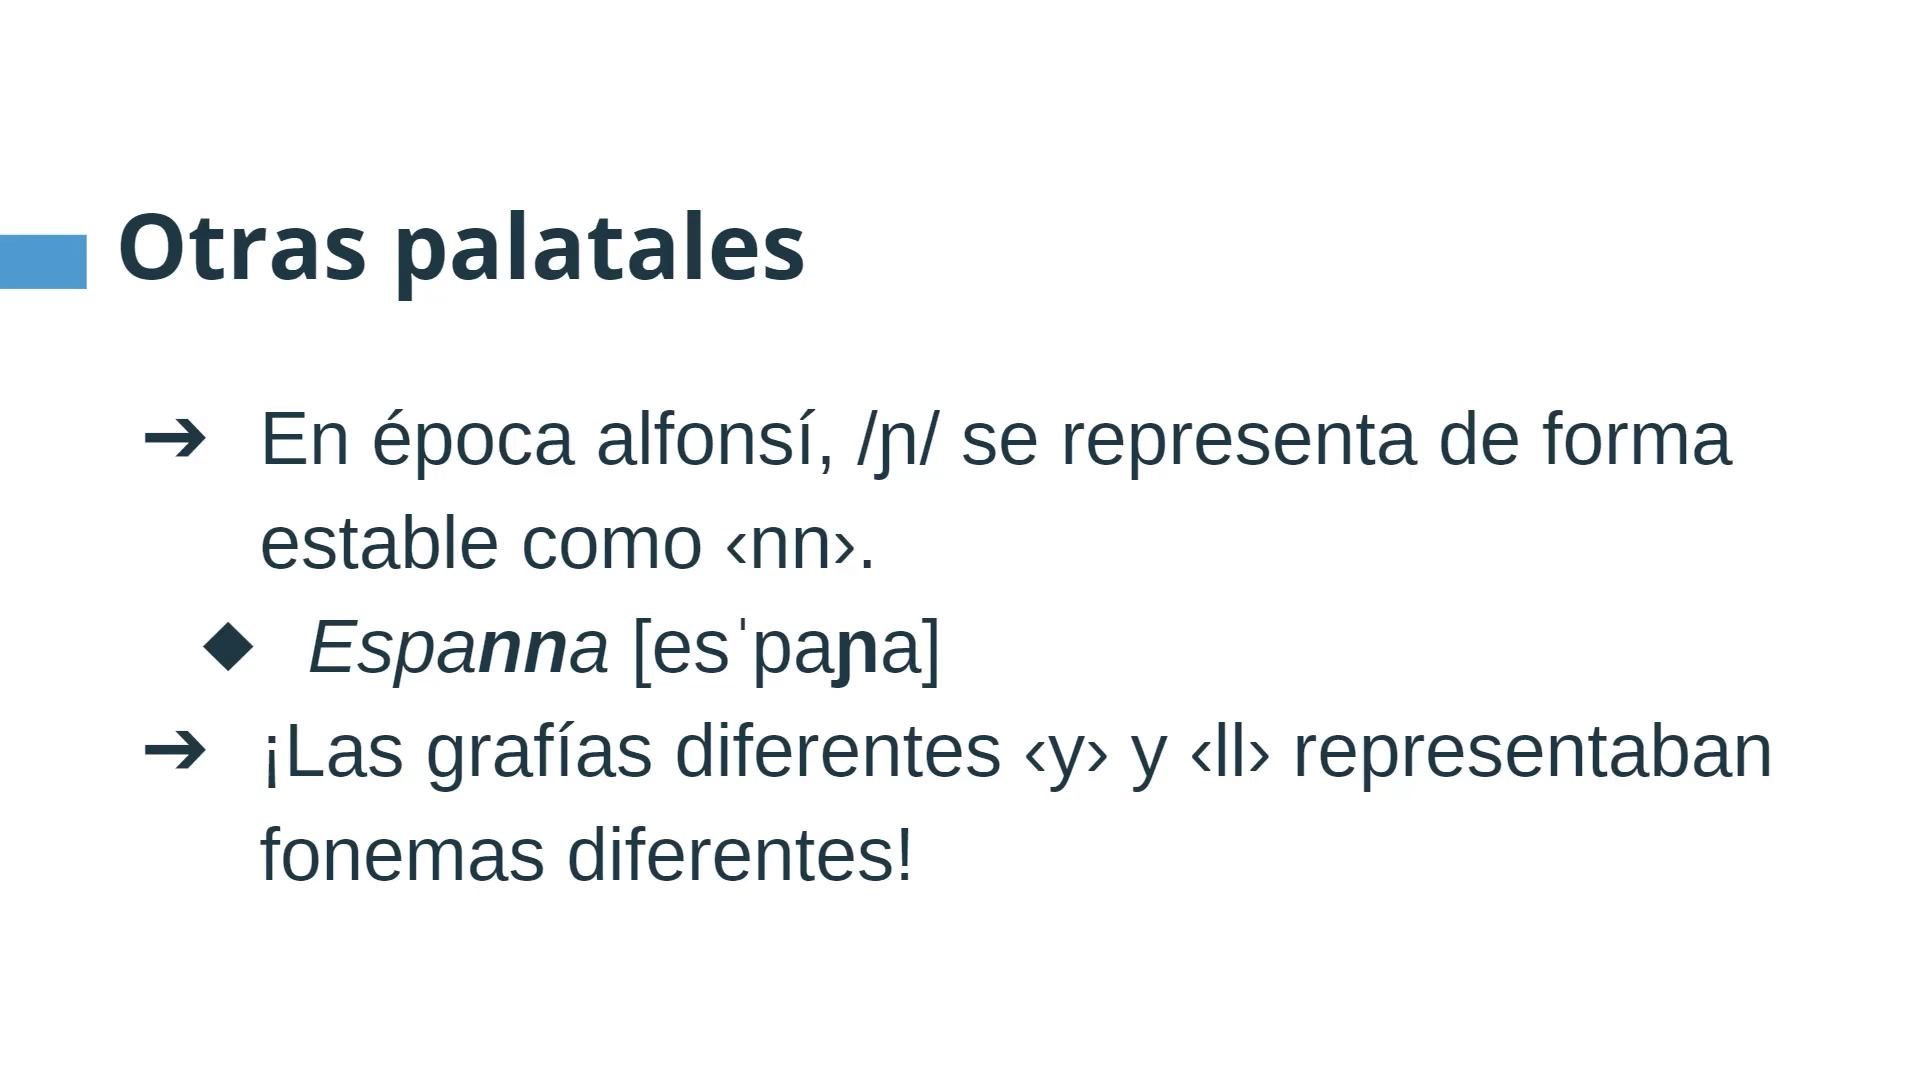 Otras palatales
➔ En época alfonsí, /ɲ/ se representa de forma
estable como ‹nn›.
◆ Espanna [esˈpaɲa]
➔ ¡Las grafías diferentes ‹y› y ‹ll› representaban
fonemas diferentes!